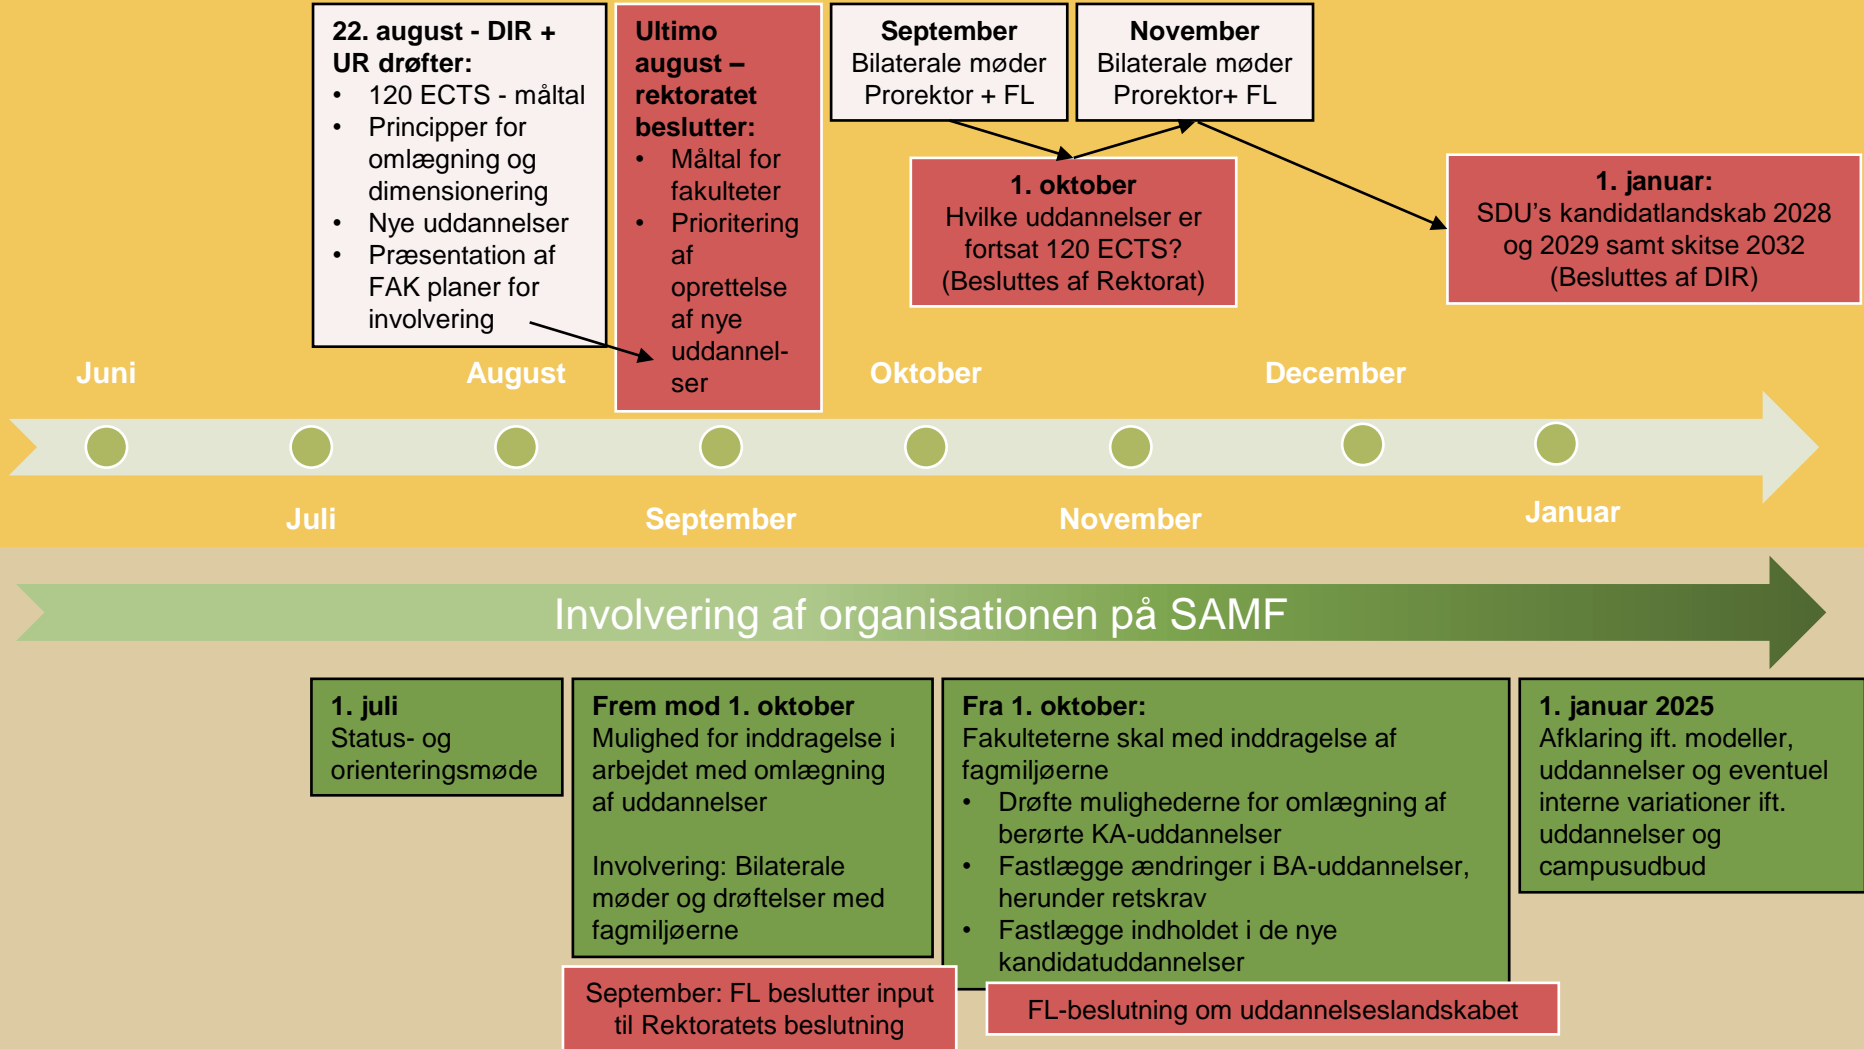 22. august - DIR +
UR drøfter:
• 120 ECTS - måltal
• Principper for
omlægning og
dimensionering
• Nye uddannelser
• Præsentation af
FAK planer for
involvering
Ultimo
august –
rektoratet
beslutter:
• Måltal for
fakulteter
• Prioritering
af
oprettelse
af nye
uddannel-
ser
September
Bilaterale møder
Prorektor + FL
November
Bilaterale møder
Prorektor+ FL
1. oktober
Hvilke uddannelser er
fortsat 120 ECTS?
(Besluttes af Rektorat)
1. januar:
SDU's kandidatlandskab 2028
og 2029 samt skitse 2032
(Besluttes af DIR)
Juni
August
Oktober
December
Juli
September
November
Januar
Involvering af organisationen på SAMF
1. juli
Status- og
orienteringsmøde
Frem mod 1. oktober
Mulighed for inddragelse i
arbejdet med omlægning
af uddannelser
Involvering: Bilaterale
møder og drøftelser med
fagmiljøerne
September: FL beslutter input
til Rektoratets beslutning
Fra 1. oktober:
Fakulteterne skal med inddragelse af
fagmiljøerne
• Drøfte mulighederne for omlægning af
berørte KA-uddannelser
• Fastlægge ændringer i BA-uddannelser,
herunder retskrav
• Fastlægge indholdet i de nye
kandidatuddannelser
FL-beslutning om uddannelseslandskabet
1. januar 2025
Afklaring ift. modeller,
uddannelser og eventuel
interne variationer ift.
uddannelser og
campusudbud